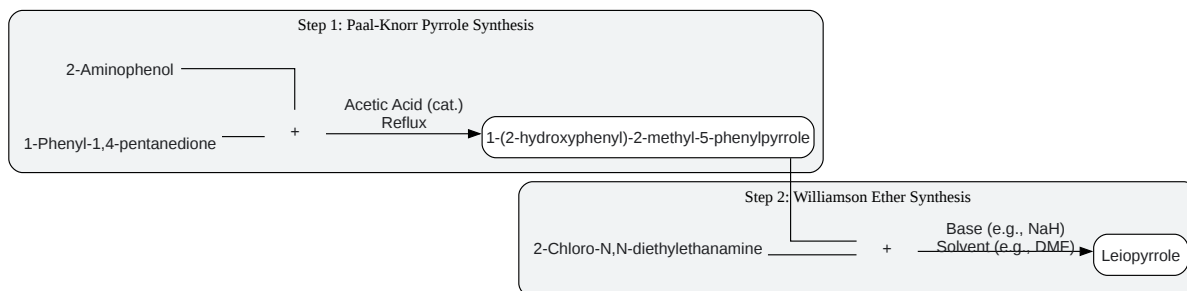 Step 1: Paal-Knorr Pyrrole Synthesis
2-Aminophenol
1-Phenyl-1,4-pentanedione
+
Acetic Acid (cat.)
Reflux
1-(2-hydroxyphenyl)-2-methyl-5-phenylpyrrole
Step 2: Williamson Ether Synthesis
2-Chloro-N,N-diethylethanamine
+
Base (e.g., NaH)
Solvent (e.g., DMF)
Leiopyrrole